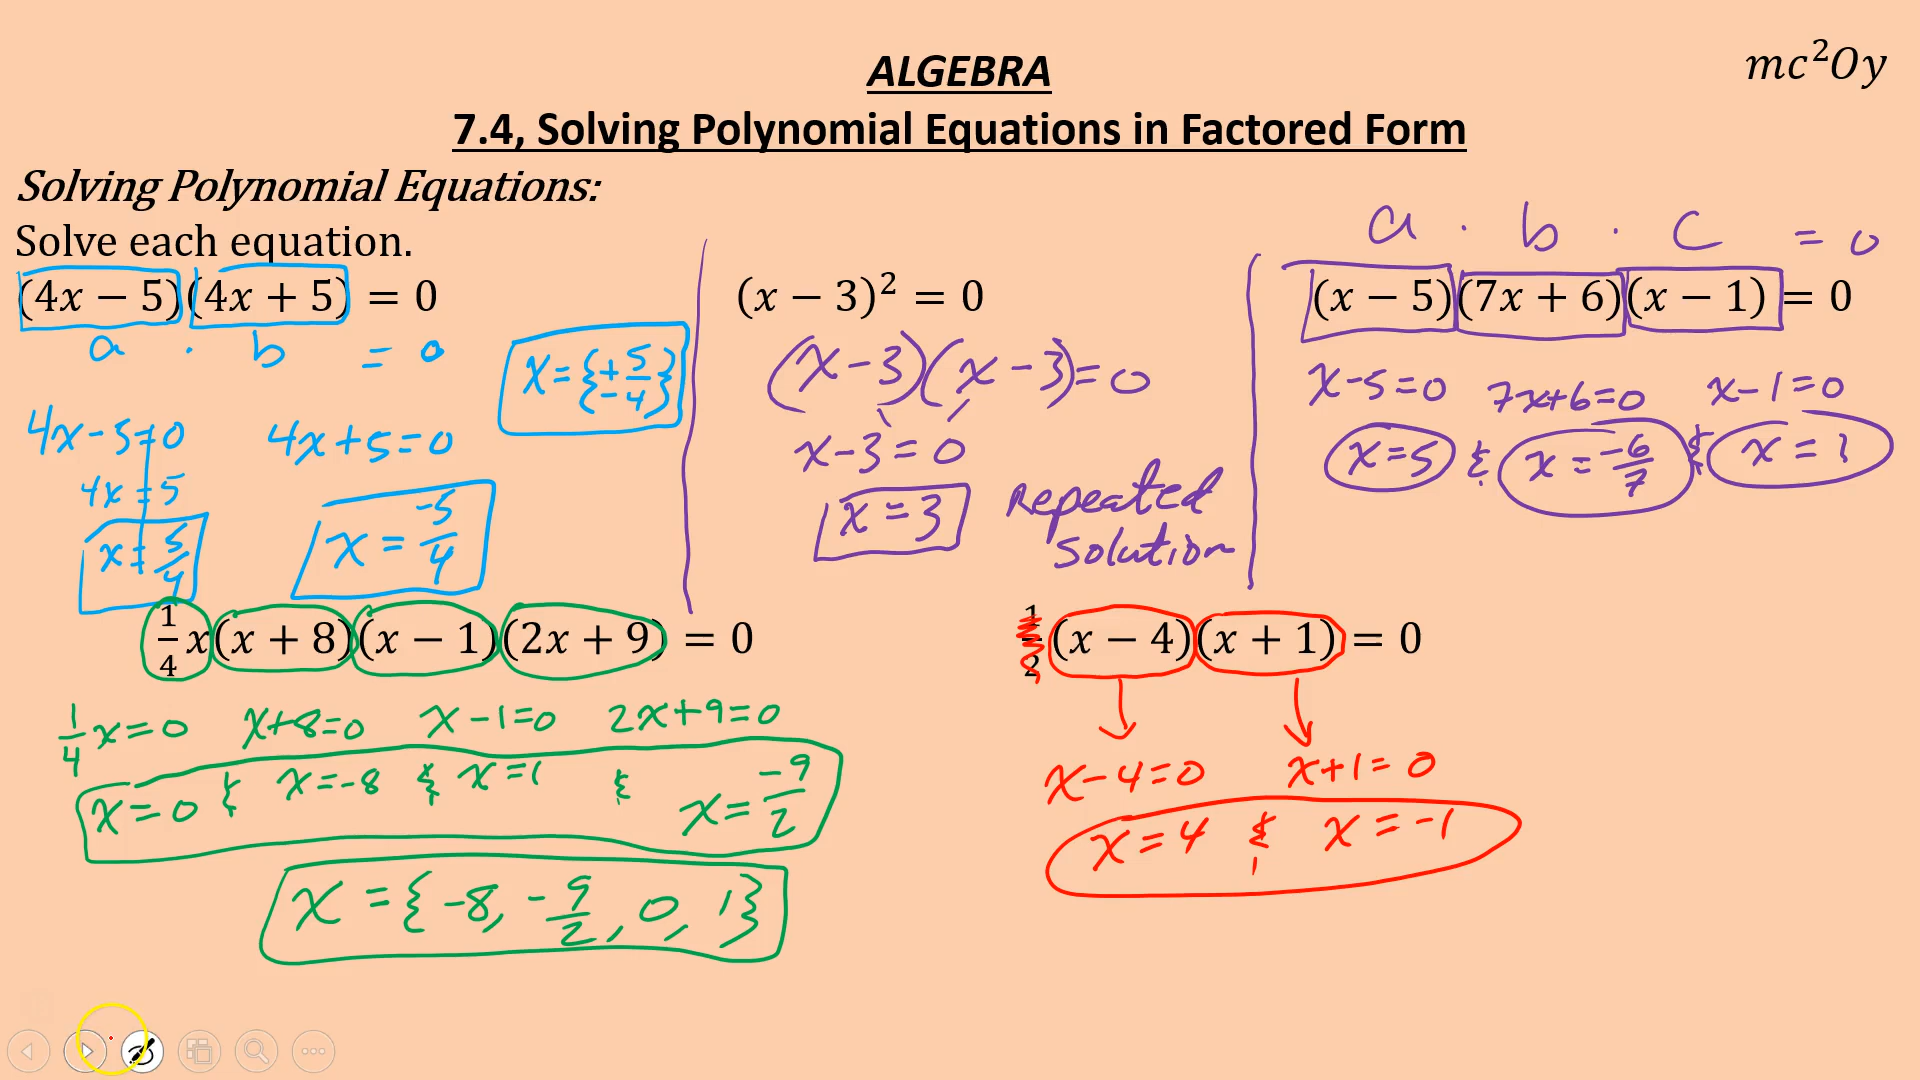 ALGEBRA
mc²Oy
7.4, Solving Polynomial Equations in Factored Form
Solving Polynomial Equations:
Solve each equation.
(4x − 5)(4x + 5) = 0
a · b = 0
4x-5=0 4x+5=0
4x=5
x=5/4 x=-5/4
x={±5/4}
(x − 3)² = 0
(x-3)(x-3)=0
x-3=0
x=3
Repeated
Solution
a · b · c = 0
(x − 5)(7x + 6)(x − 1) = 0
x-5=0 7x+6=0 x-1=0
x=5 & x=-6/7 & x=1
1/4 x(x + 8)(x − 1)(2x + 9) = 0
1/4 x=0 x+8=0 x-1=0 2x+9=0
x=0 & x=-8 & x=1 & x=-9/2
x={-8, -9/2, 0, 1}
1/2 (x − 4)(x + 1) = 0
x-4=0 x+1=0
x=4 & x=-1